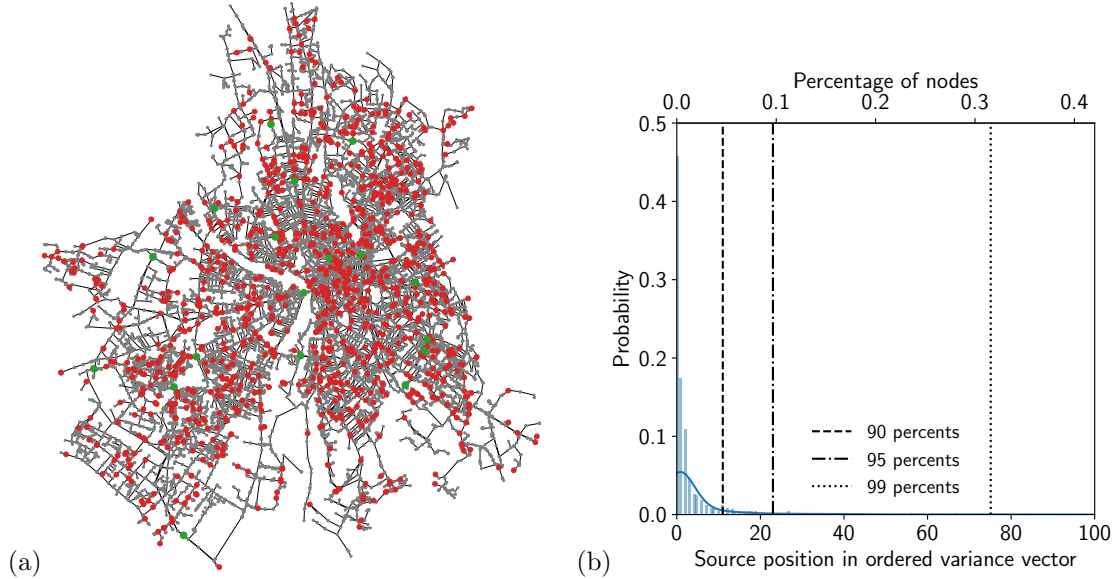 Percentage of nodes
0.0 0.1 0.2 0.3 0.4
0.5
0.4
0.3
0.2
0.1
0.0
Probability
90 percents
95 percents
99 percents
0 20 40 60 80 100
Source position in ordered variance vector
(a)
(b)